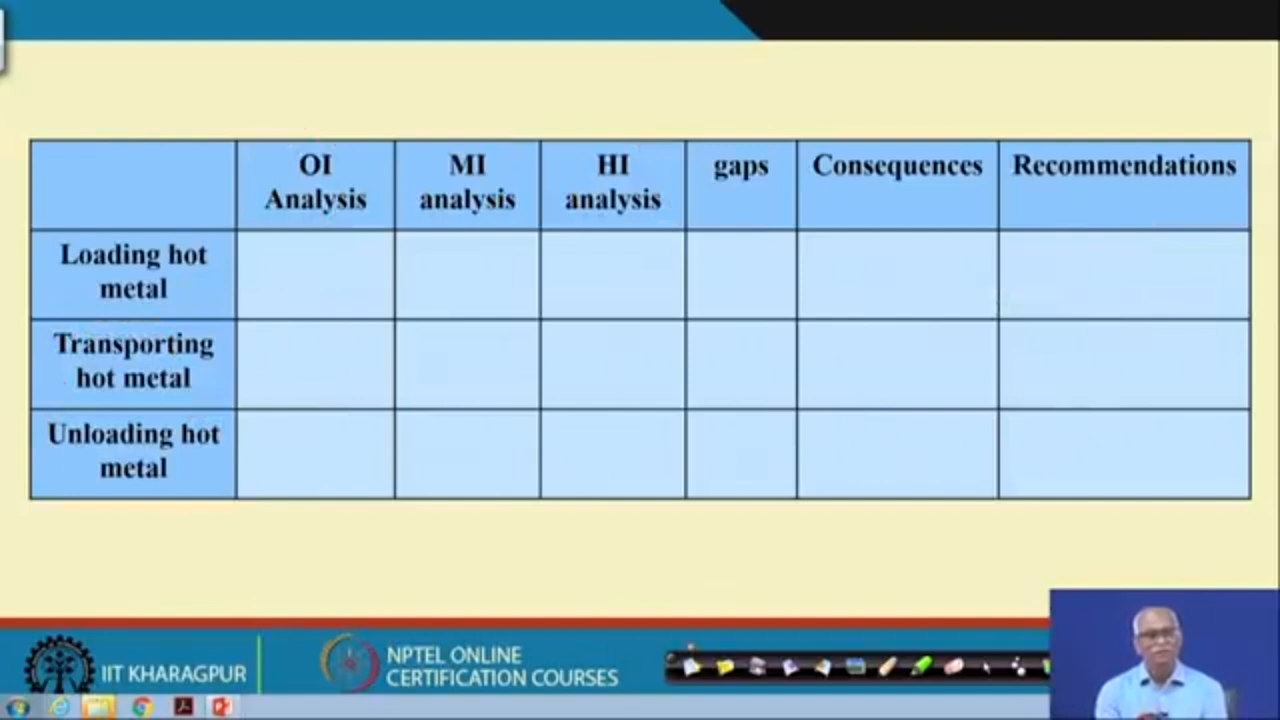 OI
Analysis
MI
analysis
HI
analysis
gaps
Consequences
Recommendations
Loading hot
metal
Transporting
hot metal
Unloading hot
metal
IIT KHARAGPUR
NPTEL ONLINE
CERTIFICATION COURSES